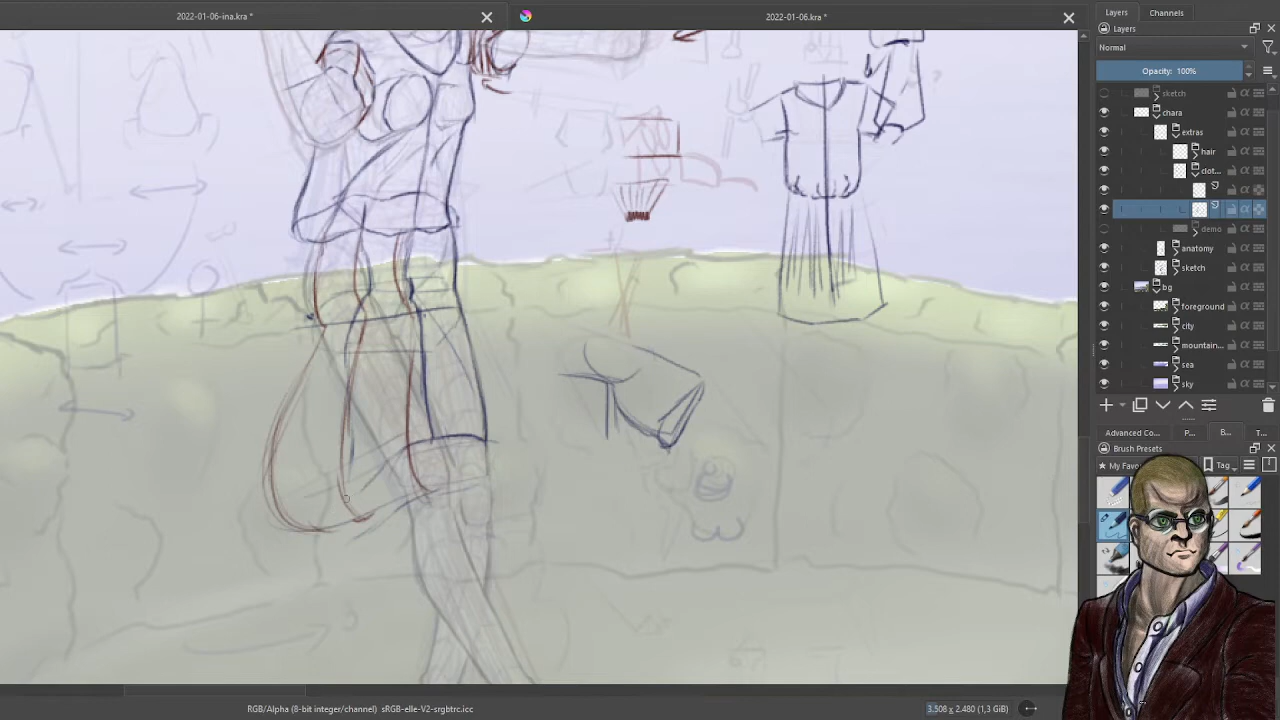 2022-01-06-ina.kra *
2022-01-06.kra *
Layers
Channels
Layers
Normal
Opacity: 100%
sketch
chara
extras
hair
clot...
demo
anatomy
sketch
bg
foreground
city
mountain...
sea
sky
Advanced Co...
P...
B...
T...
Brush Presets
★ My Favo
Tag
RGB/Alpha (8-bit integer/channel) sRGB-elle-V2-srgbtrc.icc
3.508 x 2.480 (1,3 GiB)